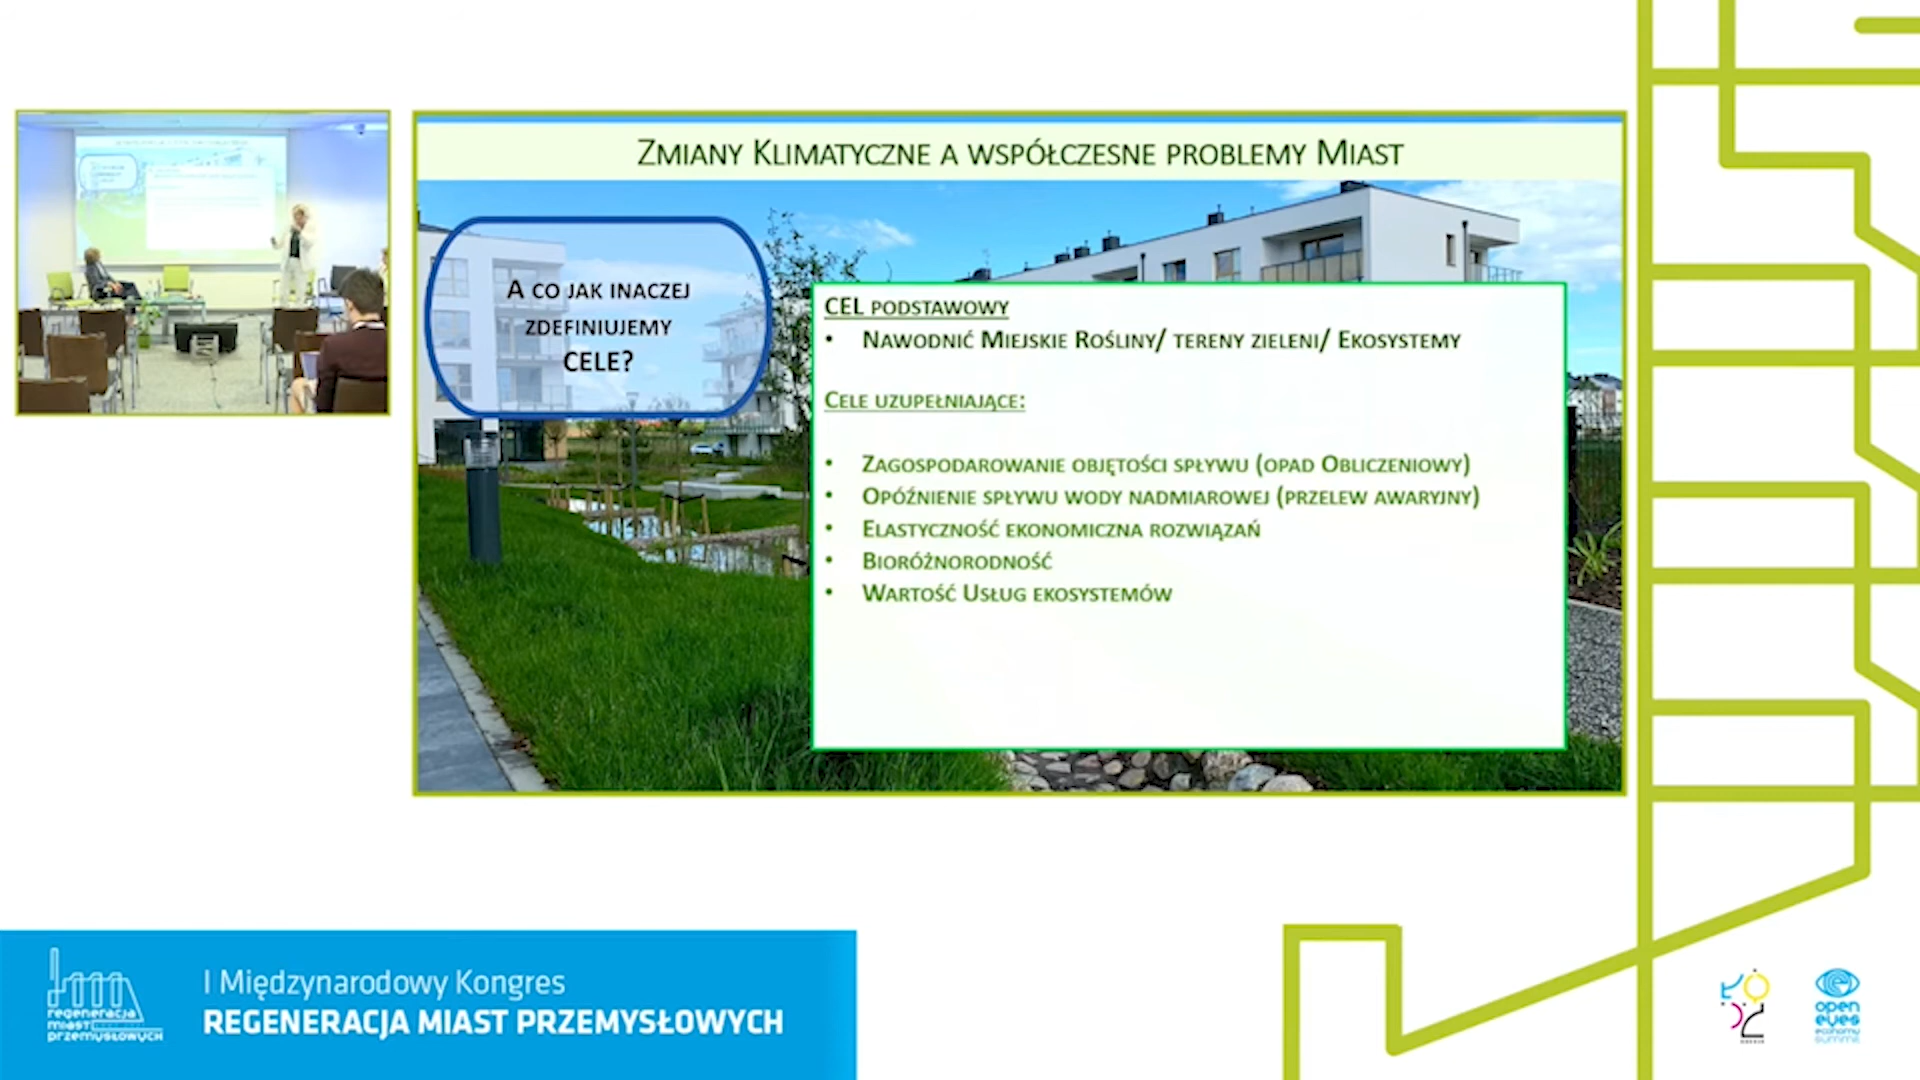 Zmiany Klimatyczne a współczesne problemy Miast
A co jak inaczej
zdefiniujemy
CELE?
CEL podstawowy
• Nawodnić Miejskie Rośliny/ tereny zieleni/ Ekosystemy
Cele uzupełniające:
• Zagospodarowanie objętości spływu (opad Obliczeniowy)
• Opóźnienie spływu wody nadmiarowej (przelew awaryjny)
• Elastyczność ekonomiczna rozwiązań
• Bioróżnorodność
• Wartość Usług ekosystemów
regeneracja
miast
przemysłowych
I Międzynarodowy Kongres
REGENERACJA MIAST PRZEMYSŁOWYCH
open
eyes
economy
summit